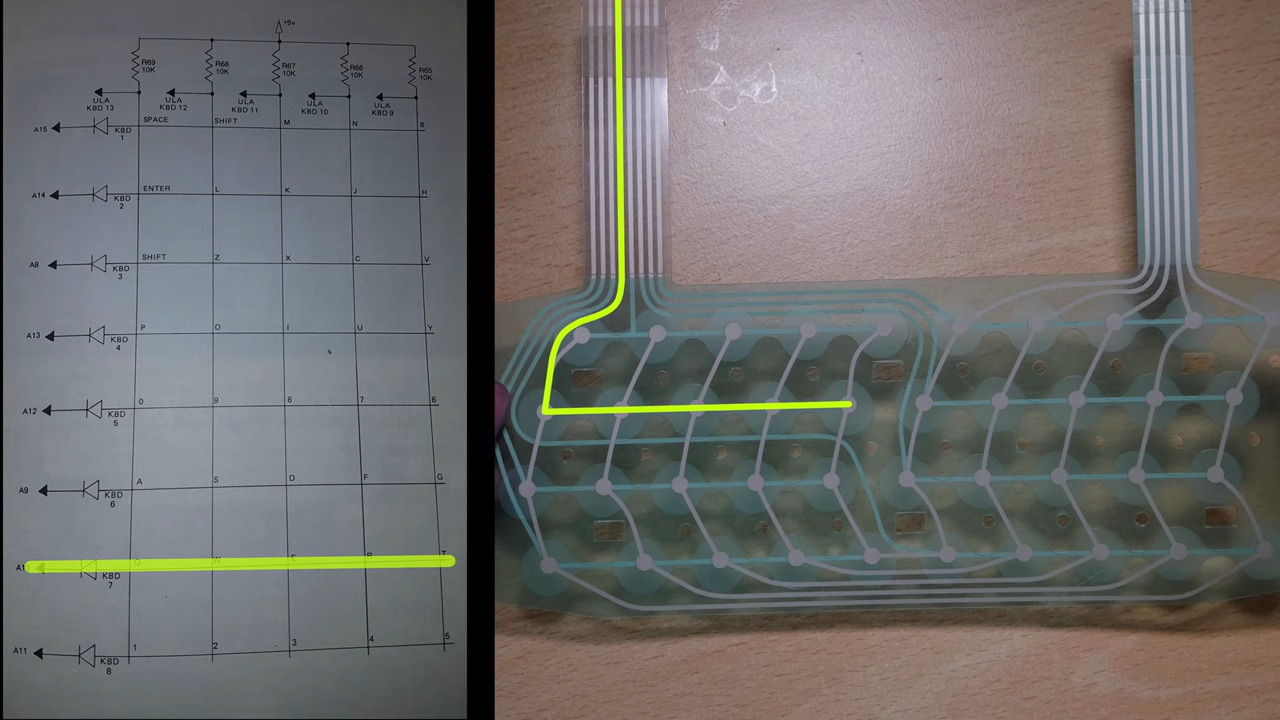 +5v
R69 R68 R67 R66 R65
10K 10K 10K 10K 10K
ULA ULA ULA ULA ULA
KBD 13 KBD 12 KBD 11 KBD 10 KBD 9
SPACE SHIFT M N B
A15 KBD
1
ENTER L K J H
A14 KBD
2
SHIFT Z X C V
A8 KBD
3
P O I U Y
A13 KBD
4
0 9 8 7 6
A12 KBD
5
A S D F G
A9 KBD
6
KBD
7
1 2 3 4 5
A11 KBD
8